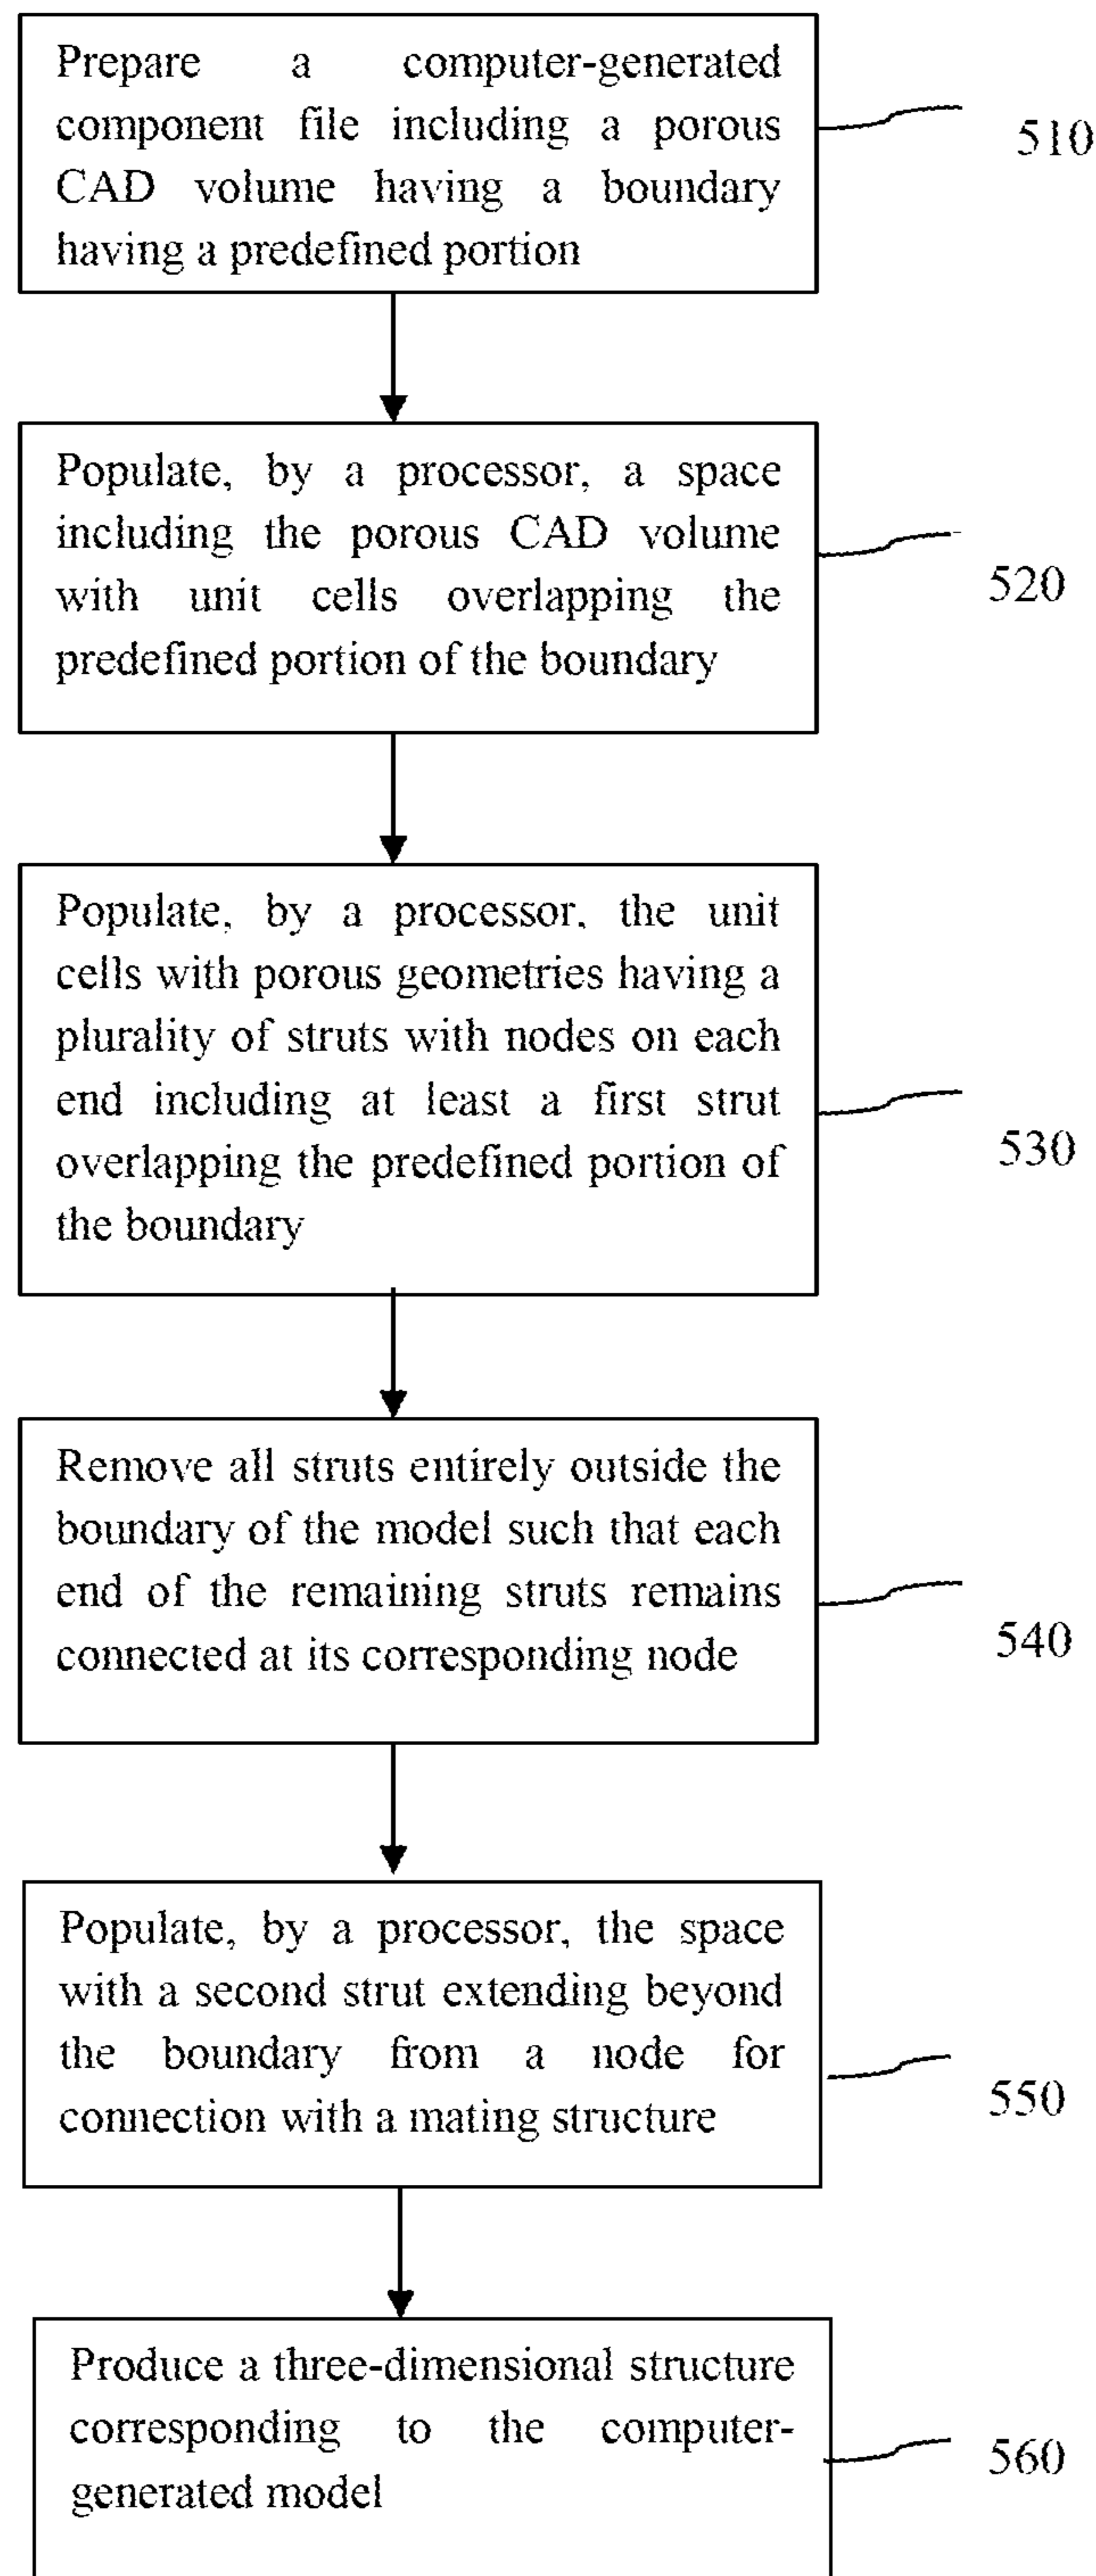 Prepare a computer-generated
component file including a porous
CAD volume having a boundary
having a predefined portion
510
Populate, by a processor, a space
including the porous CAD volume
with unit cells overlapping the
predefined portion of the boundary
520
Populate, by a processor, the unit
cells with porous geometries having a
plurality of struts with nodes on each
end including at least a first strut
overlapping the predefined portion of
the boundary
530
Remove all struts entirely outside the
boundary of the model such that each
end of the remaining struts remains
connected at its corresponding node
540
Populate, by a processor, the space
with a second strut extending beyond
the boundary from a node for
connection with a mating structure
550
Produce a three-dimensional structure
corresponding to the computer-
generated model
560